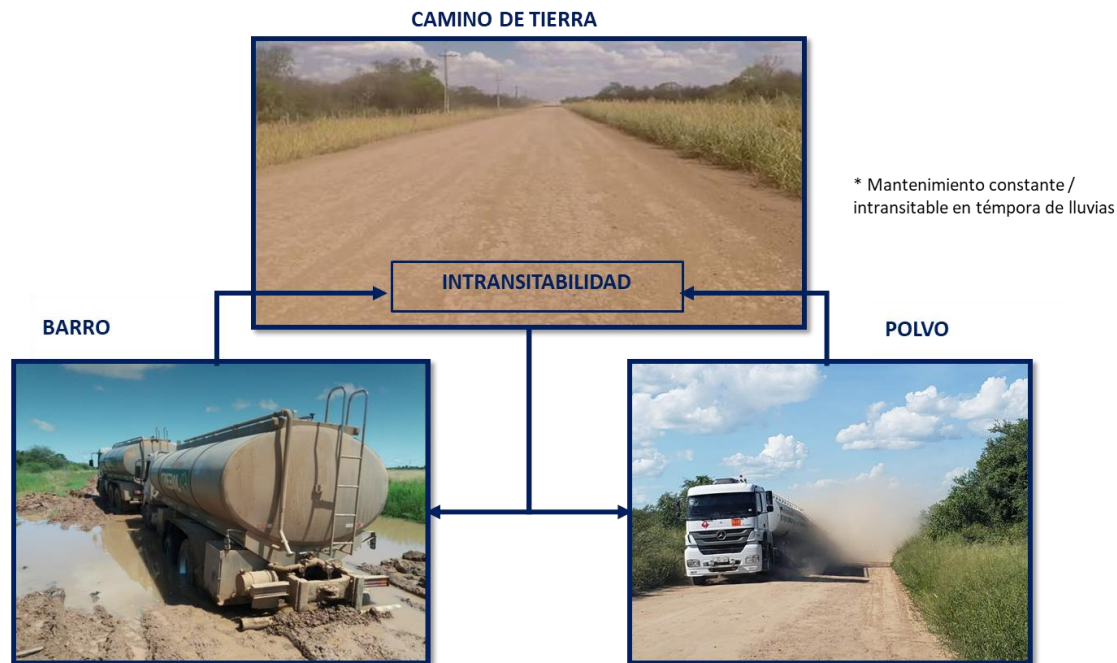 CAMINO DE TIERRA
* Mantenimiento constante /
intransitable en témpora de lluvias
INTRANSITABILIDAD
BARRO
POLVO